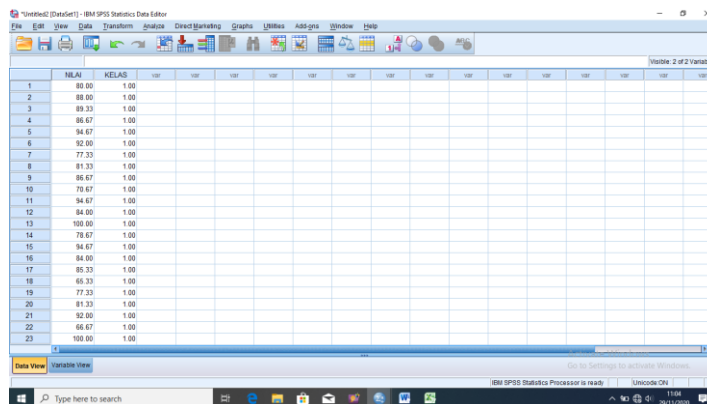 *Untitled2 [DataSet1] - IBM SPSS Statistics Data Editor
File Edit View Data Transform Analyze Direct Marketing Graphs Utilities Add-ons Window Help
Visible: 2 of 2 Variab
NILAI KELAS var var var var var var var var var var var var var var var
1 80.00 1.00
2 88.00 1.00
3 89.33 1.00
4 86.67 1.00
5 94.67 1.00
6 92.00 1.00
7 77.33 1.00
8 81.33 1.00
9 86.67 1.00
10 70.67 1.00
11 94.67 1.00
12 84.00 1.00
13 100.00 1.00
14 78.67 1.00
15 94.67 1.00
16 84.00 1.00
17 85.33 1.00
18 65.33 1.00
19 77.33 1.00
20 81.33 1.00
21 92.00 1.00
22 66.67 1.00
23 100.00 1.00
Data View Variable View
Go to Settings to activate Windows.
IBM SPSS Statistics Processor is ready Unicode:ON
Type here to search
11:04
29/11/2020